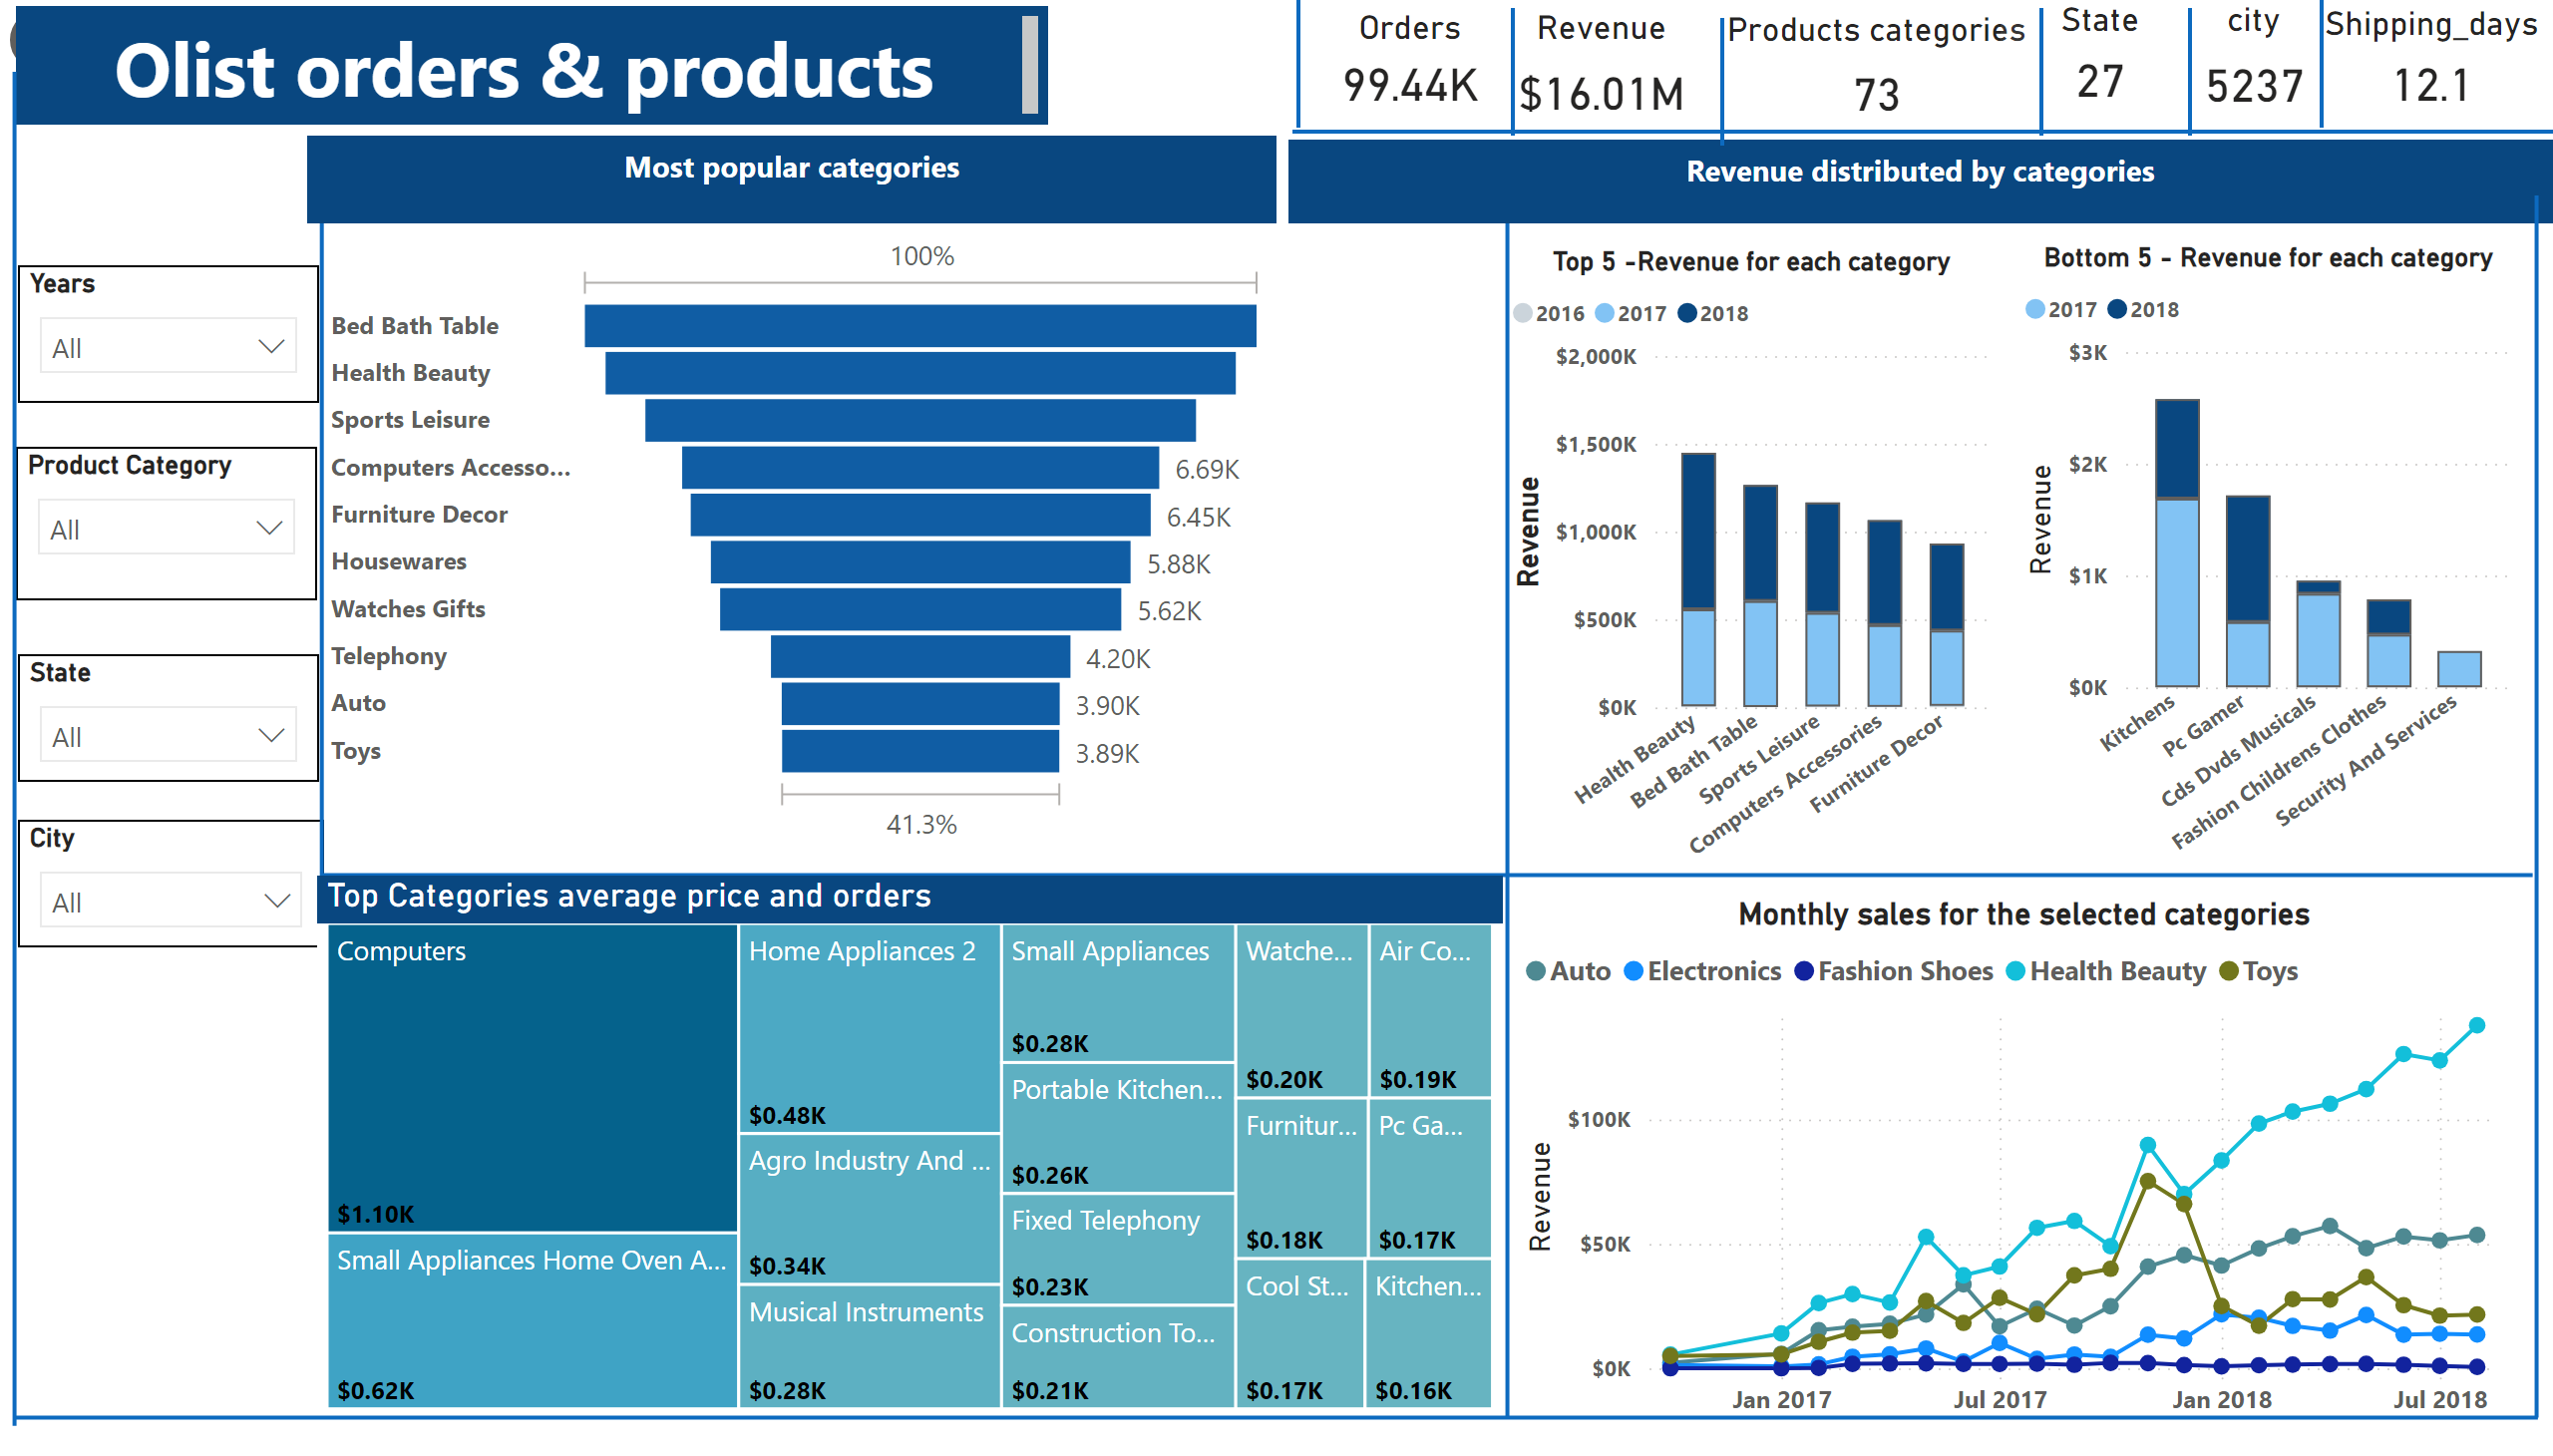 Olist orders & products
Orders
99.44K
Revenue
$16.01M
Products categories
73
State
27
city
5237
Shipping_days
12.1
Most popular categories
Revenue distributed by categories
Years
All
Product Category
All
State
All
City
All
100%
Bed Bath Table
Health Beauty
Sports Leisure
Computers Accesso... 6.69K
Furniture Decor 6.45K
Housewares 5.88K
Watches Gifts 5.62K
Telephony 4.20K
Auto 3.90K
Toys 3.89K
41.3%
Top 5 -Revenue for each category
2016 2017 2018
Revenue
$2,000K
$1,500K
$1,000K
$500K
$0K
Health Beauty
Bed Bath Table
Sports Leisure
Computers Accessories
Furniture Decor
Bottom 5 - Revenue for each category
2017 2018
Revenue
$3K
$2K
$1K
$0K
Kitchens
Pc Gamer
Cds Dvds Musicals
Fashion Childrens Clothes
Security And Services
Top Categories average price and orders
Computers
$1.10K
Small Appliances Home Oven A...
$0.62K
Home Appliances 2
$0.48K
Agro Industry And ...
$0.34K
Musical Instruments
$0.28K
Small Appliances
$0.28K
Portable Kitchen...
$0.26K
Fixed Telephony
$0.23K
Construction To...
$0.21K
Watche...
$0.20K
Air Co...
$0.19K
Furnitur...
$0.18K
Pc Ga...
$0.17K
Cool St...
$0.17K
Kitchen...
$0.16K
Monthly sales for the selected categories
Auto Electronics Fashion Shoes Health Beauty Toys
Revenue
$100K
$50K
$0K
Jan 2017 Jul 2017 Jan 2018 Jul 2018